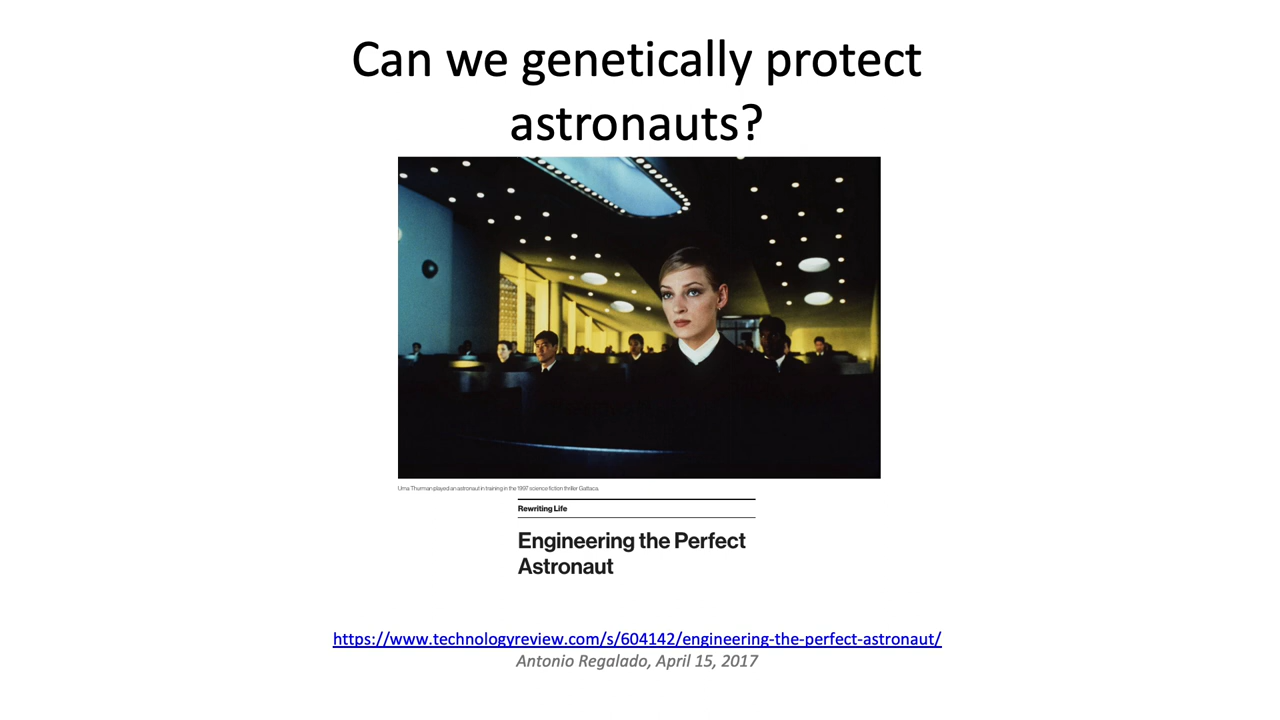 Can we genetically protect
astronauts?
Uma Thurman played an astronaut in training in the 1997 science fiction thriller Gattaca.
Rewriting Life
Engineering the Perfect
Astronaut
https://www.technologyreview.com/s/604142/engineering-the-perfect-astronaut/
Antonio Regalado, April 15, 2017